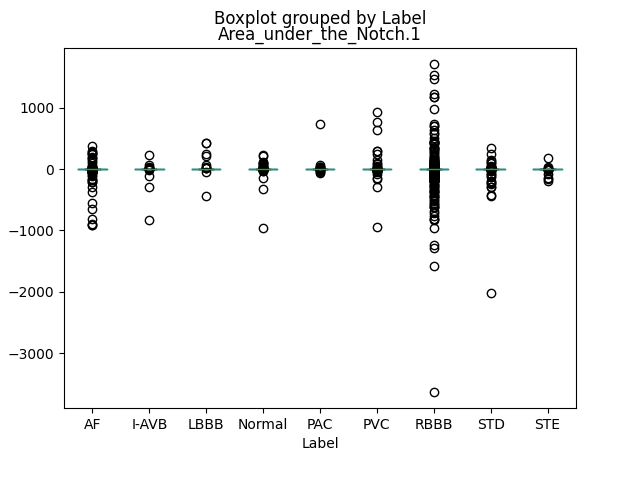 Boxplot grouped by Label
Area_under_the_Notch.1
1000
0
−1000
−2000
−3000
AF I-AVB LBBB Normal PAC PVC RBBB STD STE
Label